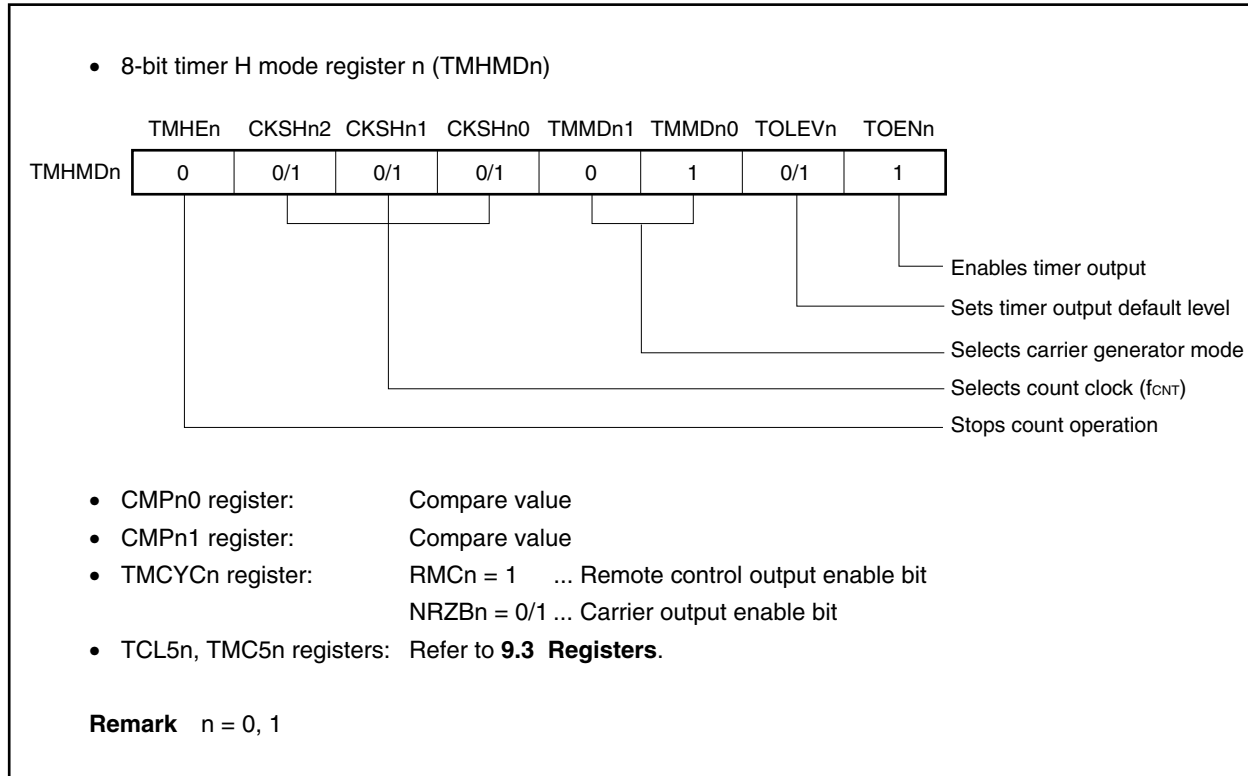 • 8-bit timer H mode register n (TMHMDn)
TMHEn CKSHn2 CKSHn1 CKSHn0 TMMDn1 TMMDn0 TOLEVn TOENn
TMHMDn 0 0/1 0/1 0/1 0 1 0/1 1
Enables timer output
Sets timer output default level
Selects carrier generator mode
Selects count clock (fCNT)
Stops count operation
• CMPn0 register: Compare value
• CMPn1 register: Compare value
• TMCYCn register: RMCn = 1 ... Remote control output enable bit
NRZBn = 0/1 ... Carrier output enable bit
• TCL5n, TMC5n registers: Refer to 9.3 Registers.
Remark n = 0, 1